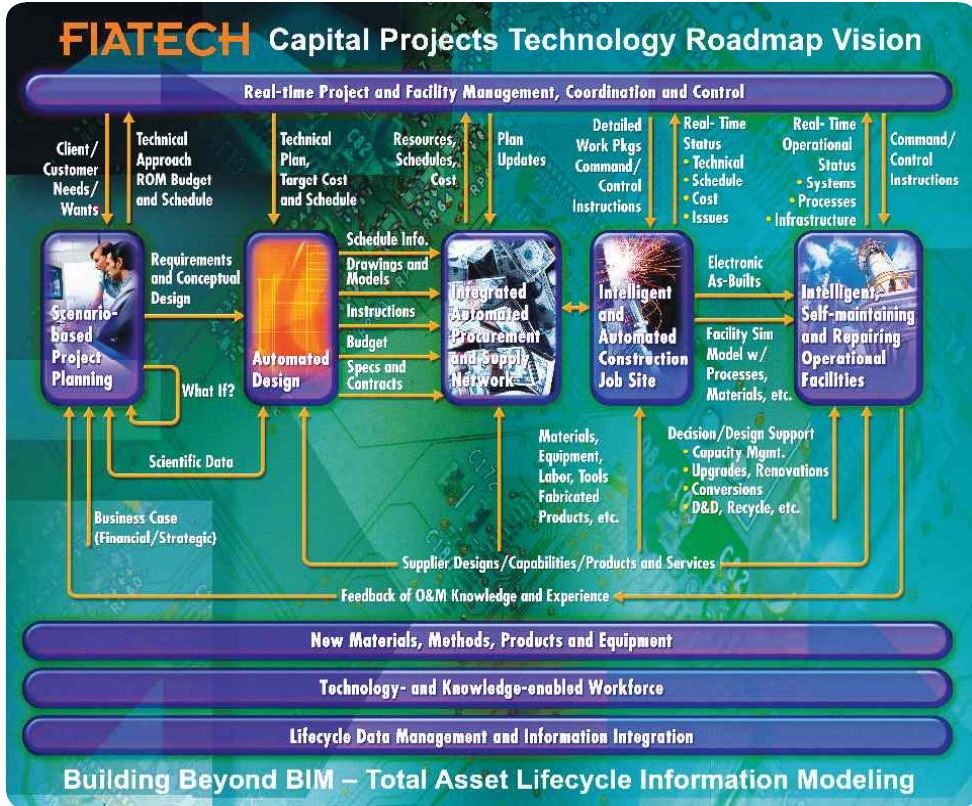 FIATECH Capital Projects Technology Roadmap Vision
Real-time Project and Facility Management, Coordination and Control
Client/
Customer
Needs/
Wants
Technical
Approach
ROM Budget
and Schedule
Technical
Plan,
Target Cost
and Schedule
Resources,
Schedules,
Cost
Plan
Updates
Detailed
Work Pkgs
Command/
Control
Instructions
Real- Time
Status
• Technical
• Schedule
• Cost
• Issues
Real- Time
Operational
Status
• Systems
• Processes
• Infrastructure
Command/
Control
Instructions
Scenario-
based
Project
Planning
Requirements
and Conceptual
Design
What If?
Automated
Design
Schedule Info.
Drawings and
Models
Instructions
Budget
Specs and
Contracts
Integrated
Automated
Procurement
and Supply
Network
Intelligent
and
Automated
Construction
Job Site
Electronic
As-Builts
Facility Sim
Model w/
Processes,
Materials, etc.
Intelligent,
Self-maintaining
and Repairing
Operational
Facilities
Scientific Data
Business Case
(Financial/Strategic)
Materials,
Equipment,
Labor, Tools
Fabricated
Products, etc.
Decision/Design Support
• Capacity Mgmt.
• Upgrades, Renovations
• Conversions
• D&D, Recycle, etc.
Supplier Designs/Capabilities/Products and Services
Feedback of O&M Knowledge and Experience
New Materials, Methods, Products and Equipment
Technology- and Knowledge-enabled Workforce
Lifecycle Data Management and Information Integration
Building Beyond BIM – Total Asset Lifecycle Information Modeling